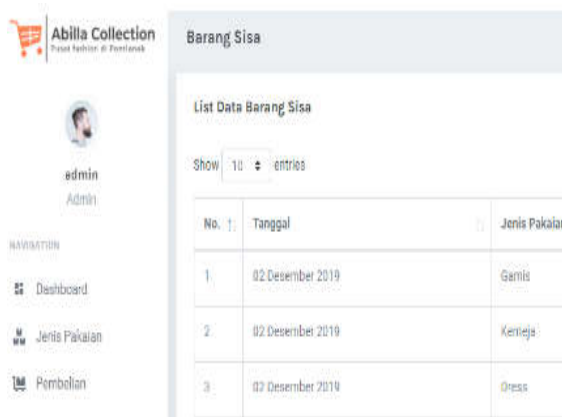 Abilla Collection
Pusat fashion di Pontianak
admin
Admin
NAVIGATION
Dashboard
Jenis Pakaian
Pembelian
Barang Sisa
List Data Barang Sisa
Show 10 entries
No. Tanggal Jenis Pakaian
1 02 Desember 2019 Gamis
2 02 Desember 2019 Kemeja
3 02 Desember 2019 Dress